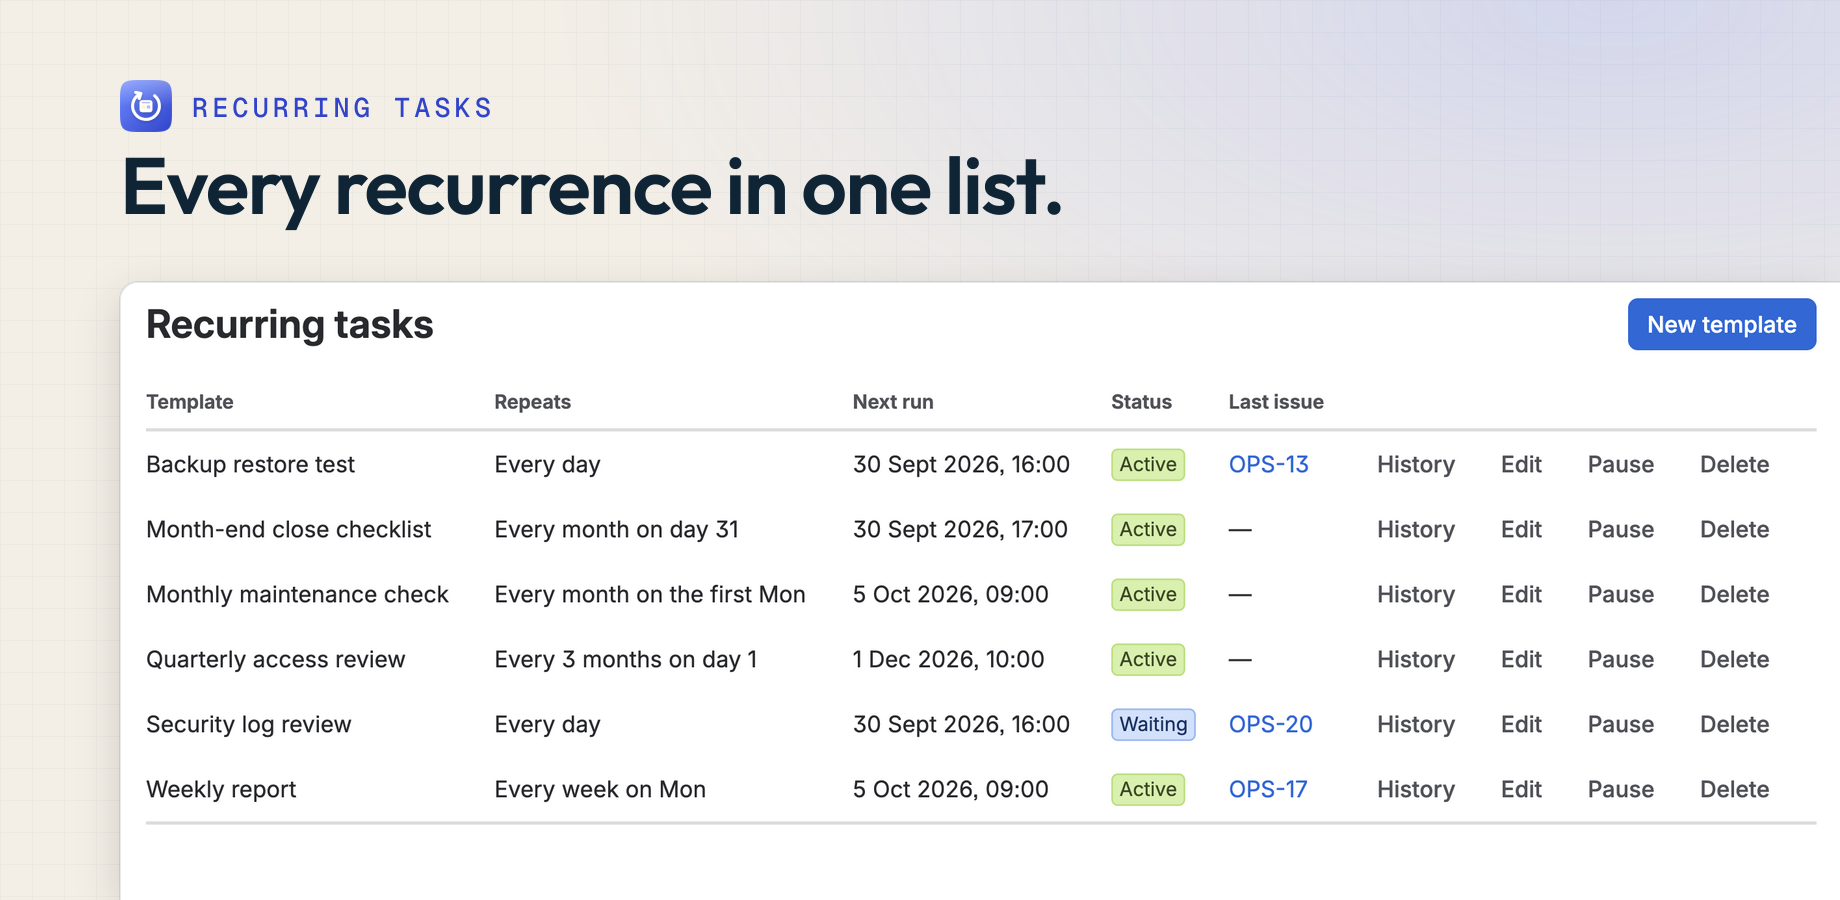 RECURRING TASKS
Every recurrence in one list.
Recurring tasks New template
Template Repeats Next run Status Last issue
Backup restore test Every day 30 Sept 2026, 16:00 Active OPS-13 History Edit Pause Delete
Month-end close checklist Every month on day 31 30 Sept 2026, 17:00 Active — History Edit Pause Delete
Monthly maintenance check Every month on the first Mon 5 Oct 2026, 09:00 Active — History Edit Pause Delete
Quarterly access review Every 3 months on day 1 1 Dec 2026, 10:00 Active — History Edit Pause Delete
Security log review Every day 30 Sept 2026, 16:00 Waiting OPS-20 History Edit Pause Delete
Weekly report Every week on Mon 5 Oct 2026, 09:00 Active OPS-17 History Edit Pause Delete